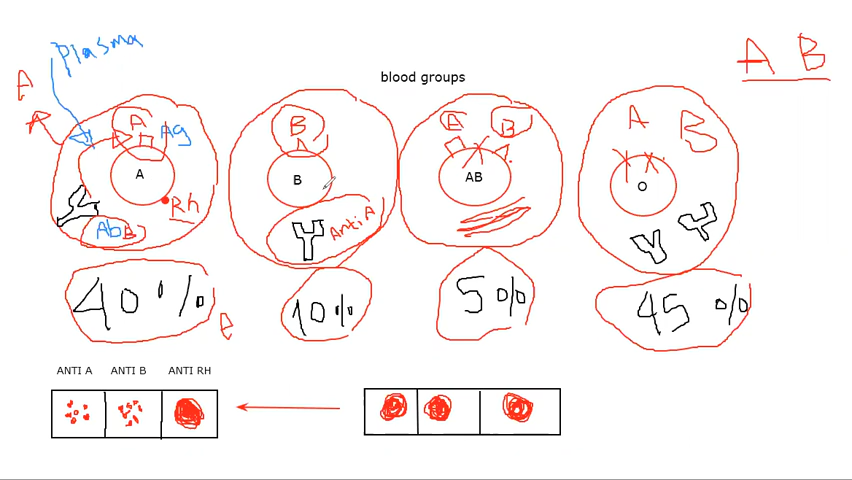 Plasma
A B
blood groups
A
A Ag
B
A B
A B
A
B
AB
O
Rh
Ab B
Anti A
40%
10%
5%
45%
e
ANTI A ANTI B ANTI RH